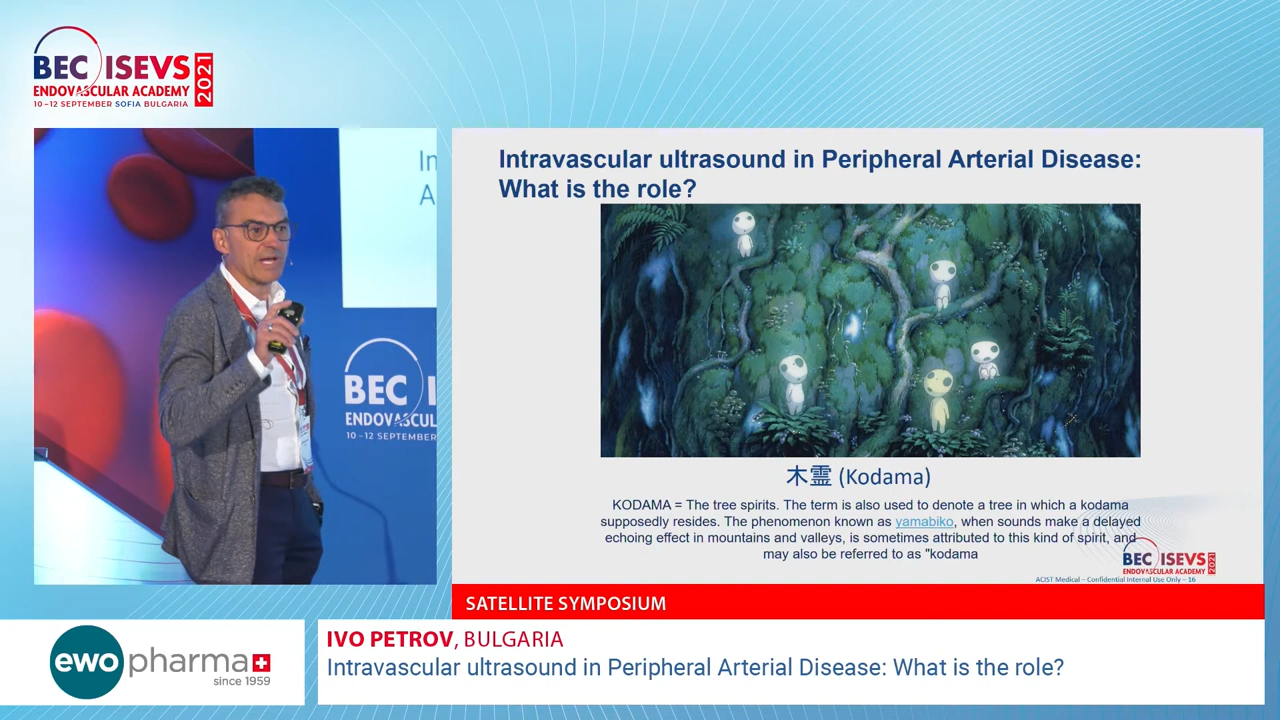 BEC ISEVS 2021
ENDOVASCULAR ACADEMY
10–12 SEPTEMBER SOFIA BULGARIA
In
A
BEC IS
ENDOVASCUL
10–12 SEPTEMBER
Intravascular ultrasound in Peripheral Arterial Disease:
What is the role?
木霊 (Kodama)
KODAMA = The tree spirits. The term is also used to denote a tree in which a kodama
supposedly resides. The phenomenon known as yamabiko, when sounds make a delayed
echoing effect in mountains and valleys, is sometimes attributed to this kind of spirit, and
may also be referred to as "kodama
BEC ISEVS 2021
ENDOVASCULAR ACADEMY
ACIST Medical – Confidential Internal Use Only – 16
SATELLITE SYMPOSIUM
ewopharma
since 1959
IVO PETROV, BULGARIA
Intravascular ultrasound in Peripheral Arterial Disease: What is the role?